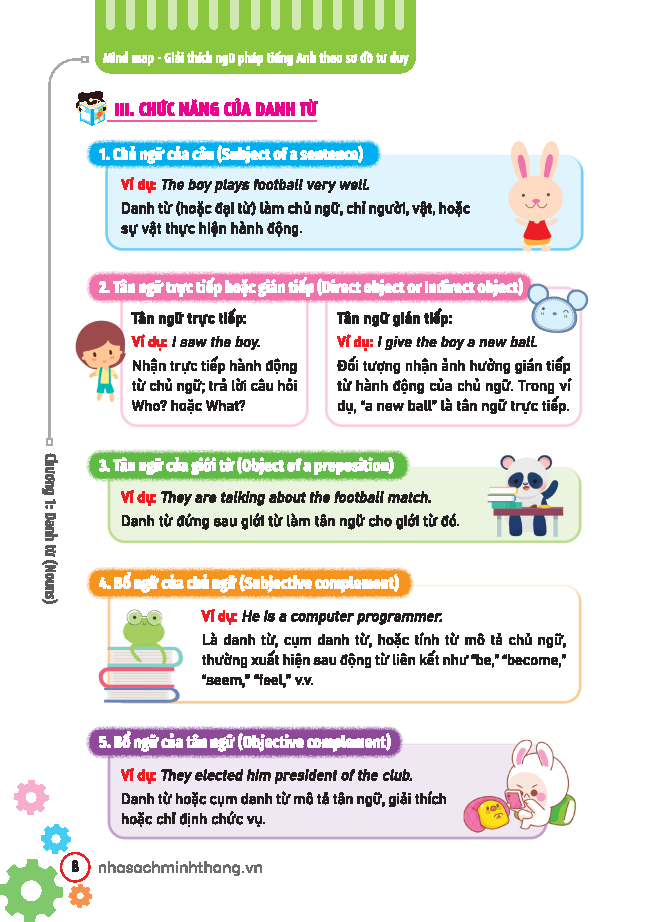 Mind map - Giải thích ngữ pháp tiếng Anh theo sơ đồ tư duy
III. CHỨC NĂNG CỦA DANH TỪ
1. Chủ ngữ của câu (Subject of a sentence)
Ví dụ: The boy plays football very well.
Danh từ (hoặc đại từ) làm chủ ngữ, chỉ người, vật, hoặc
sự vật thực hiện hành động.
2. Tân ngữ trực tiếp hoặc gián tiếp (Direct object or Indirect object)
Tân ngữ trực tiếp:
Ví dụ: I saw the boy.
Nhận trực tiếp hành động
từ chủ ngữ; trả lời câu hỏi
Who? hoặc What?
Tân ngữ gián tiếp:
Ví dụ: I give the boy a new ball.
Đối tượng nhận ảnh hưởng gián tiếp
từ hành động của chủ ngữ. Trong ví
dụ, “a new ball” là tân ngữ trực tiếp.
3. Tân ngữ của giới từ (Object of a preposition)
Ví dụ: They are talking about the football match.
Danh từ đứng sau giới từ làm tân ngữ cho giới từ đó.
4. Bổ ngữ của chủ ngữ (Subjective complement)
Ví dụ: He is a computer programmer.
Là danh từ, cụm danh từ, hoặc tính từ mô tả chủ ngữ,
thường xuất hiện sau động từ liên kết như “be,” “become,”
“seem,” “feel,” v.v.
5. Bổ ngữ của tân ngữ (Objective complement)
Ví dụ: They elected him president of the club.
Danh từ hoặc cụm danh từ mô tả tân ngữ, giải thích
hoặc chỉ định chức vụ.
Chương 1: Danh từ (Nouns)
8 nhasachminhthang.vn